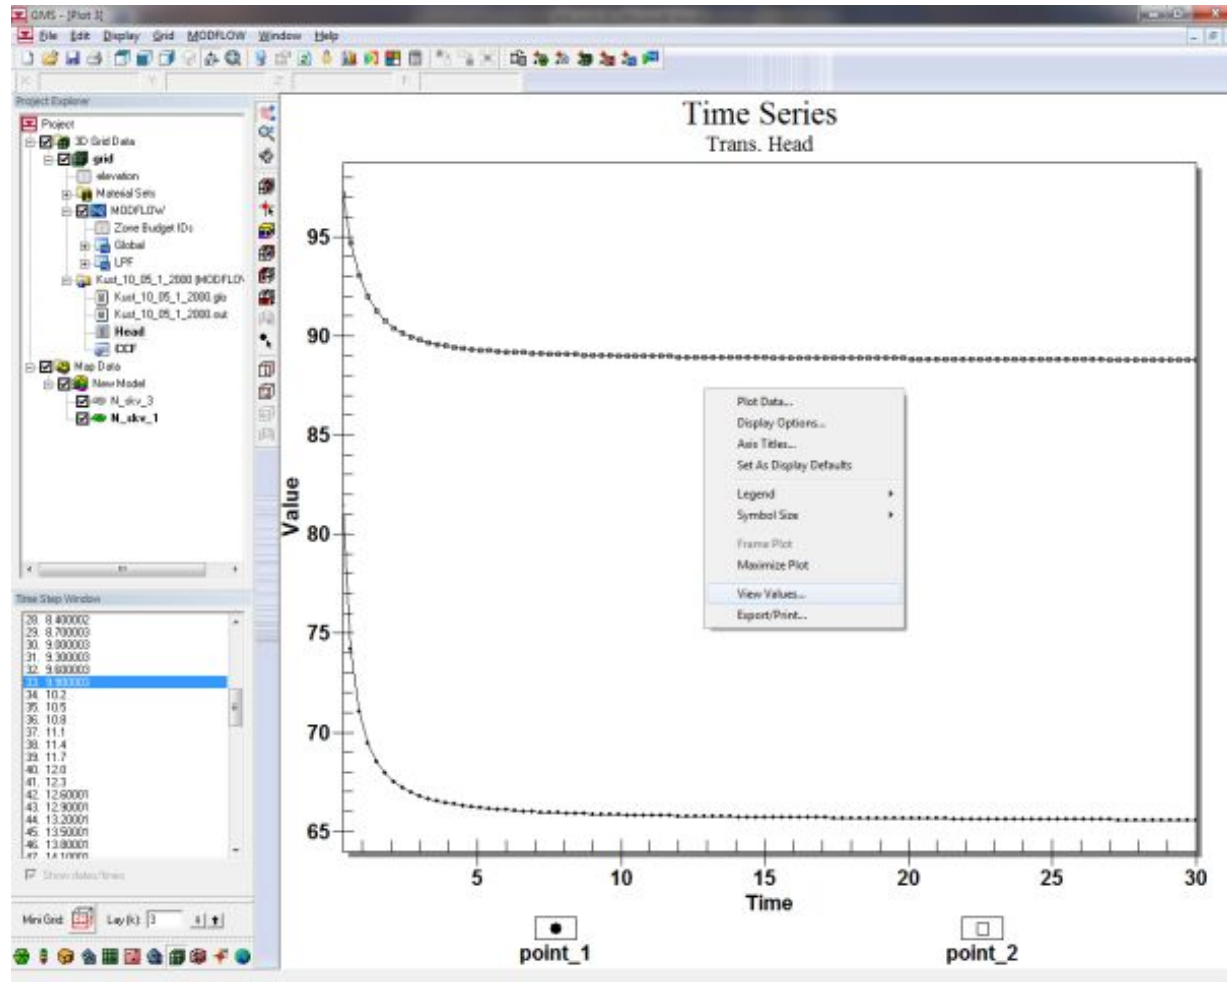 GMS - [Plot 3]
File Edit Display Grid MODFLOW Window Help
X: Y: Z: F:
Project Explorer
Project
3D Grid Data
grid
elevation
Material Sets
MODFLOW
Zone Budget IDs
Global
LPF
Kust_10_05_1_2000 (MODFLOW
Kust_10_05_1_2000.glo
Kust_10_05_1_2000.out
Head
CCF
Map Data
New Model
N_skv_3
N_skv_1
Time Step Window
28. 8.400002
29. 8.700003
30. 9.000003
31. 9.300003
32. 9.600003
33. 9.900003
34. 10.2
35. 10.5
36. 10.8
37. 11.1
38. 11.4
39. 11.7
40. 12.0
41. 12.3
42. 12.60001
43. 12.90001
44. 13.20001
45. 13.50001
46. 13.80001
47. 14.10001
Show dates/times
Mini Grid: Lay (k): 3
Time Series
Trans. Head
Value
95
90
85
80
75
70
65
5 10 15 20 25 30
Time
point_1 point_2
Plot Data...
Display Options...
Axis Titles...
Set As Display Defaults
Legend
Symbol Size
Frame Plot
Maximize Plot
View Values...
Export/Print...